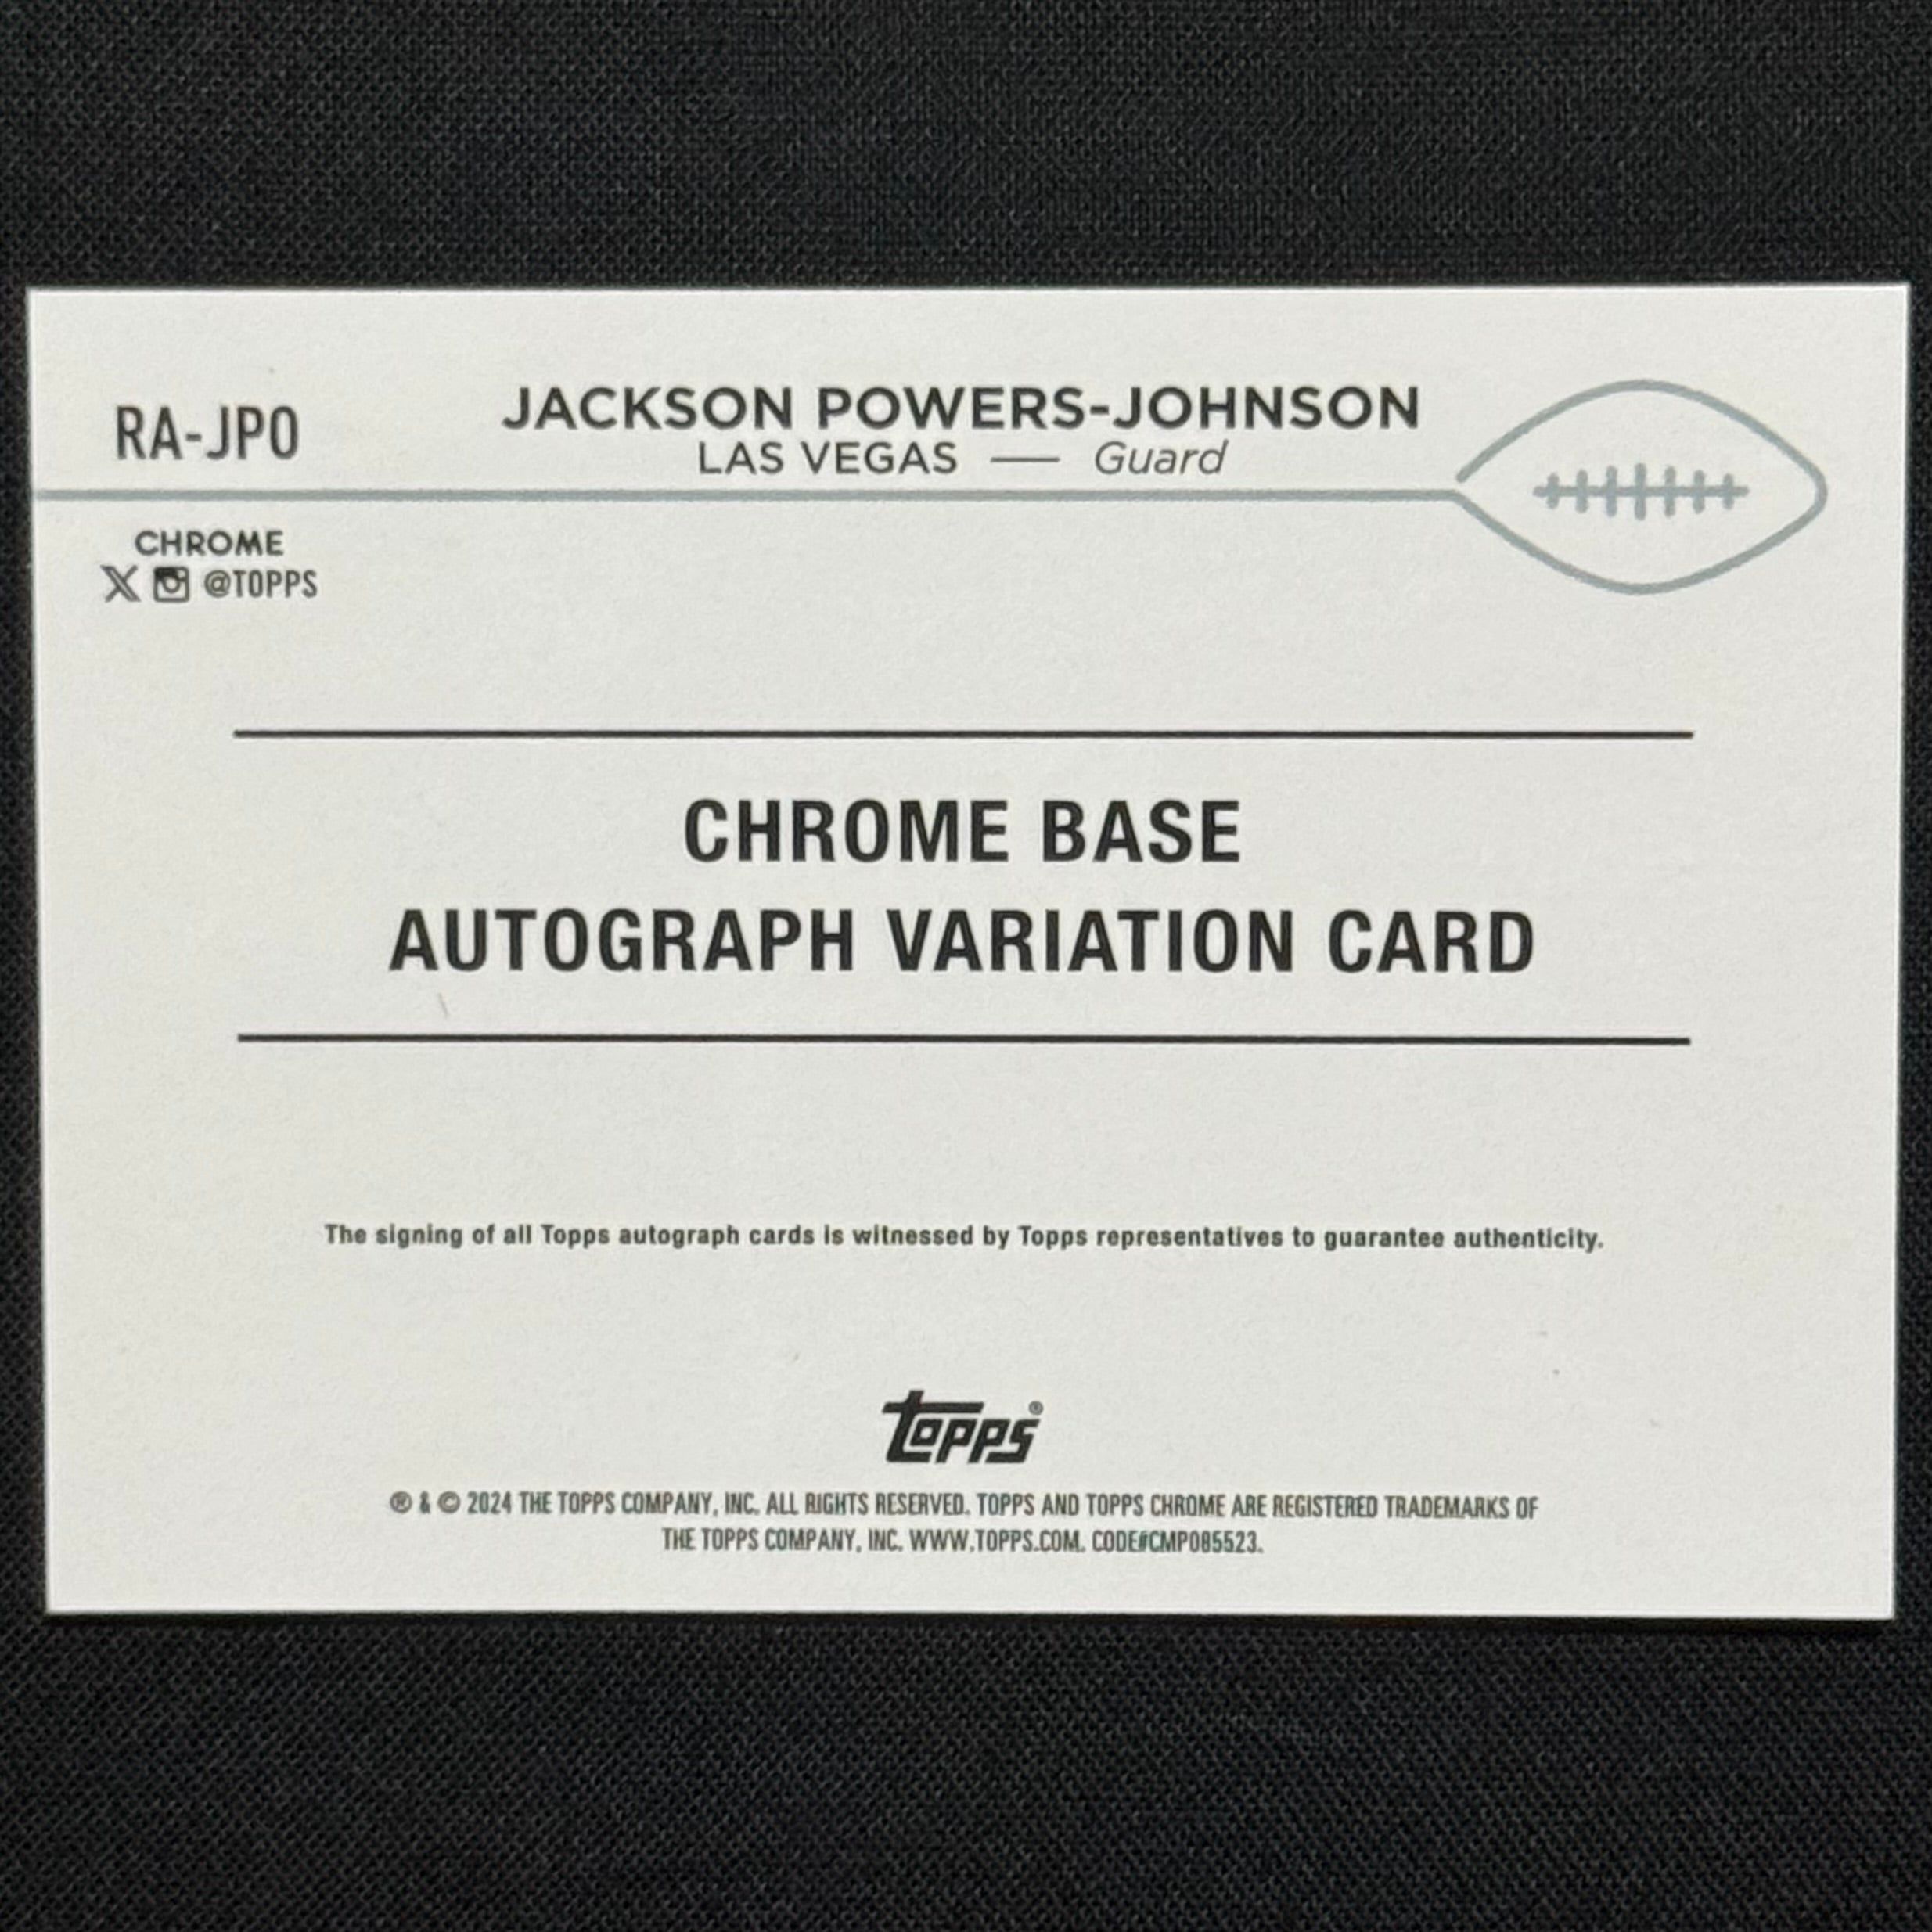 RA-JPO
JACKSON POWERS-JOHNSON
LAS VEGAS — Guard
CHROME
@TOPPS
CHROME BASE
AUTOGRAPH VARIATION CARD
The signing of all Topps autograph cards is witnessed by Topps representatives to guarantee authenticity.
topps®
® & © 2024 THE TOPPS COMPANY, INC. ALL RIGHTS RESERVED. TOPPS AND TOPPS CHROME ARE REGISTERED TRADEMARKS OF
THE TOPPS COMPANY, INC. WWW.TOPPS.COM. CODE#CMP085523.